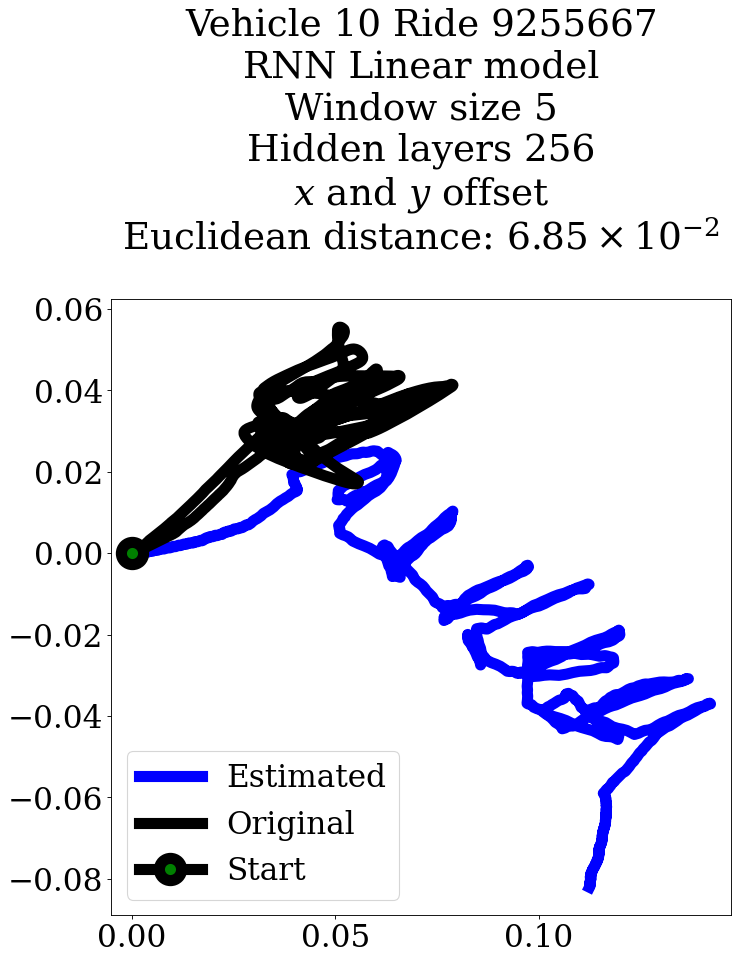 Vehicle 10 Ride 9255667
RNN Linear model
Window size 5
Hidden layers 256
x and y offset
Euclidean distance: 6.85 × 10⁻²
0.06
0.04
0.02
0.00
−0.02
−0.04
−0.06
−0.08
Estimated
Original
Start
0.00 0.05 0.10